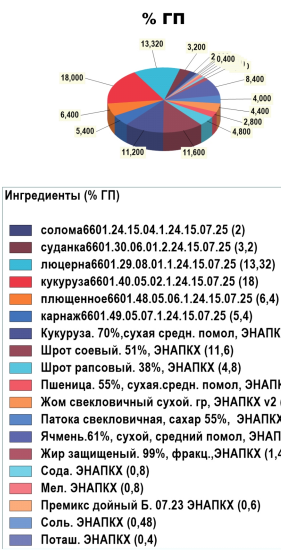 % ГП
13,320
3,200
0,400
18,000
8,400
4,000
6,400
4,400
2,800
5,400
4,800
11,200
11,600
Ингредиенты (% ГП)
солома6601.24.15.04.1.24.15.07.25 (2)
суданка6601.30.06.01.2.24.15.07.25 (3,2)
люцерна6601.29.08.01.1.24.15.07.25 (13,32)
кукуруза6601.40.05.02.1.24.15.07.25 (18)
плющенное6601.48.05.06.1.24.15.07.25 (6,4)
карнаж6601.49.05.07.1.24.15.07.25 (5,4)
Кукуруза. 70%,сухая средн. помол, ЭНАПК
Шрот соевый. 51%, ЭНАПКХ (11,6)
Шрот рапсовый. 38%, ЭНАПКХ (4,8)
Пшеница. 55%, сухая.средн. помол, ЭНАПК
Жом свекловичный сухой. гр, ЭНАПКХ v2
Патока свекловичная, сахар 55%, ЭНАПКХ
Ячмень.61%, сухой, средний помол, ЭНАП
Жир защищеный. 99%, фракц.,ЭНАПКХ (1,4
Сода. ЭНАПКХ (0,8)
Мел. ЭНАПКХ (0,8)
Премикс дойный Б. 07.23 ЭНАПКХ (0,6)
Соль. ЭНАПКХ (0,48)
Поташ. ЭНАПКХ (0,4)